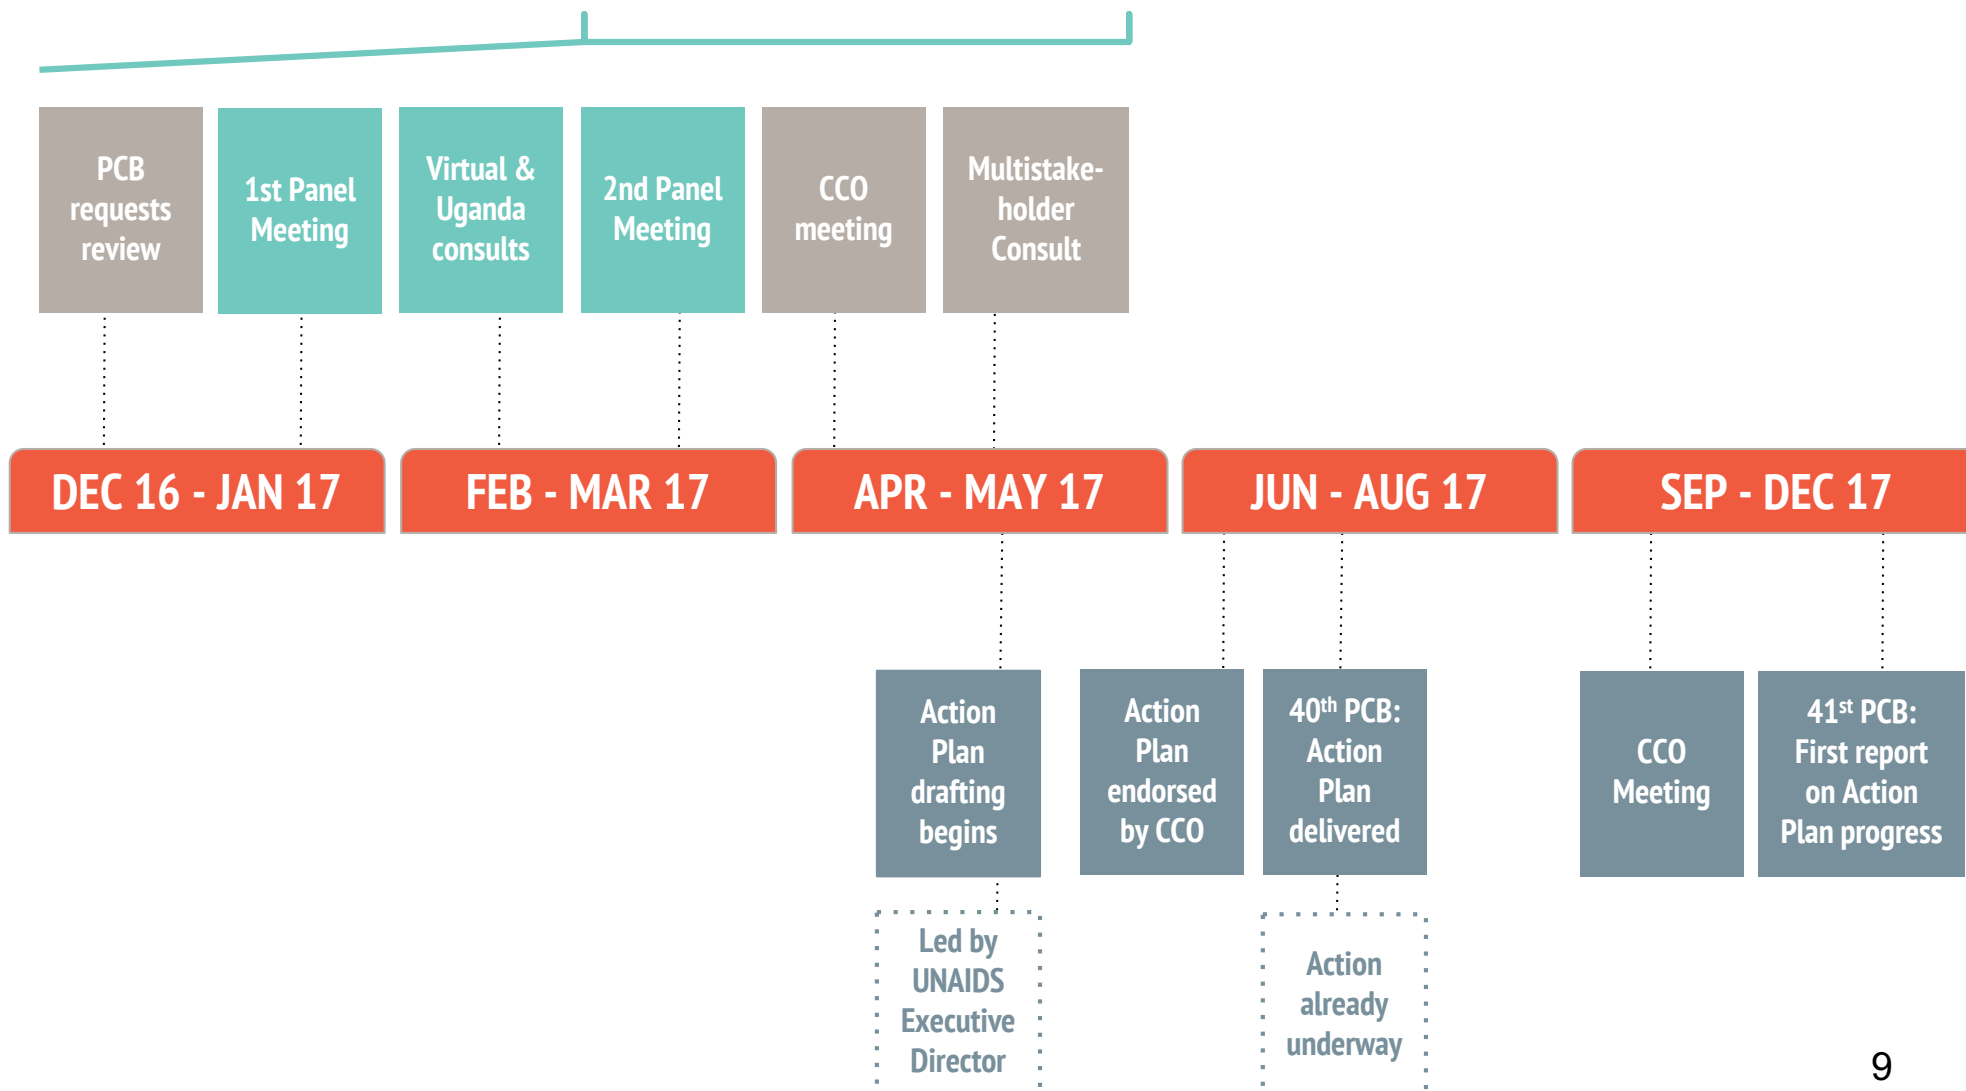 PCB
requests
review
1st Panel
Meeting
Virtual &
Uganda
consults
2nd Panel
Meeting
CCO
meeting
Multistake-
holder
Consult
DEC 16 - JAN 17
FEB - MAR 17
APR - MAY 17
JUN - AUG 17
SEP - DEC 17
Action
Plan
drafting
begins
Action
Plan
endorsed
by CCO
40th PCB:
Action
Plan
delivered
CCO
Meeting
41st PCB:
First report
on Action
Plan progress
Led by
UNAIDS
Executive
Director
Action
already
underway
9